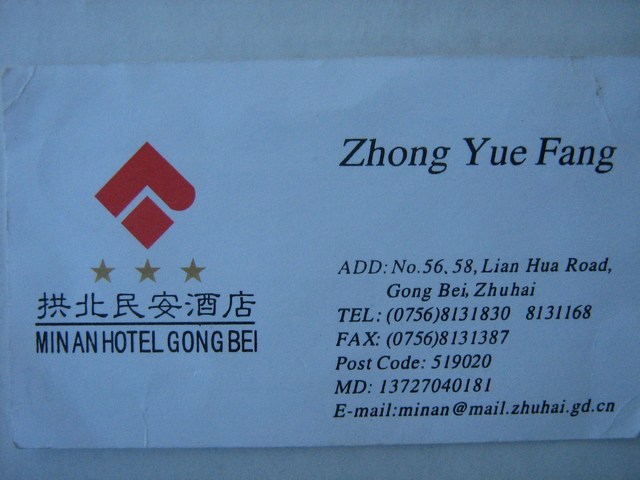 Zhong Yue Fang
拱北民安酒店
MINAN HOTEL GONG BEI
ADD: No.56、58, Lian Hua Road,
Gong Bei, Zhuhai
TEL: (0756)8131830 8131168
FAX: (0756)8131387
Post Code: 519020
MD: 13727040181
E-mail:minan@mail.zhuhai.gd.cn